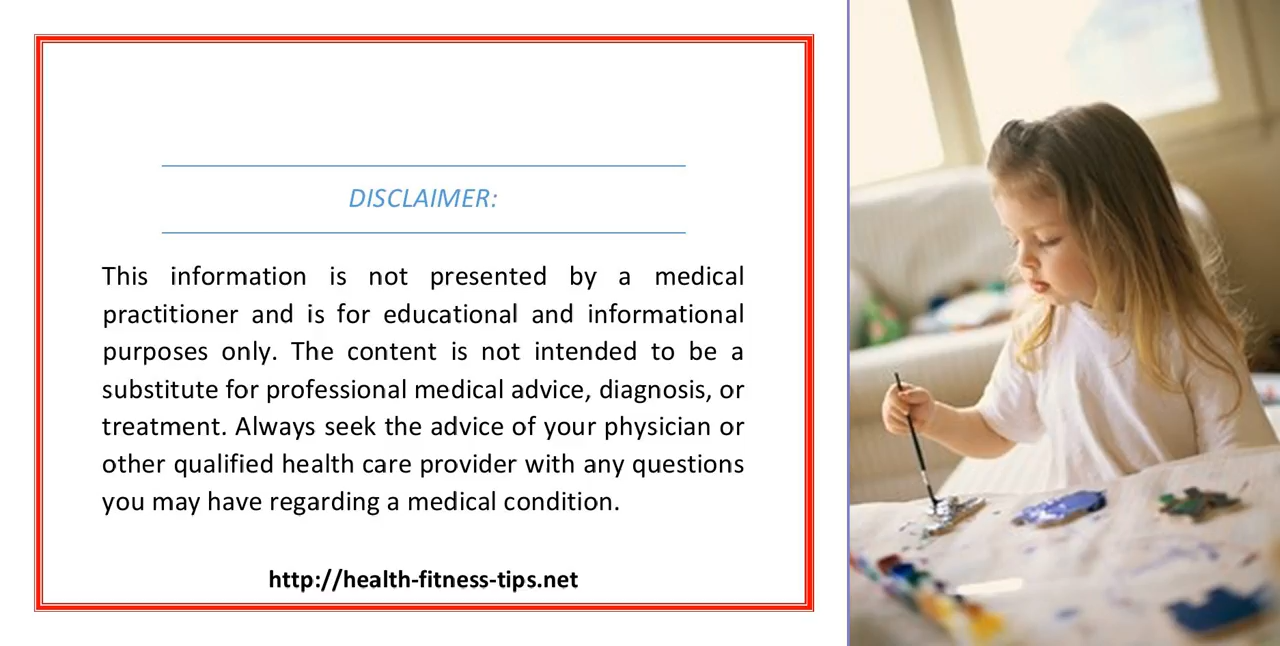 DISCLAIMER:
This information is not presented by a medical
practitioner and is for educational and informational
purposes only. The content is not intended to be a
substitute for professional medical advice, diagnosis, or
treatment. Always seek the advice of your physician or
other qualified health care provider with any questions
you may have regarding a medical condition.
http://health-fitness-tips.net